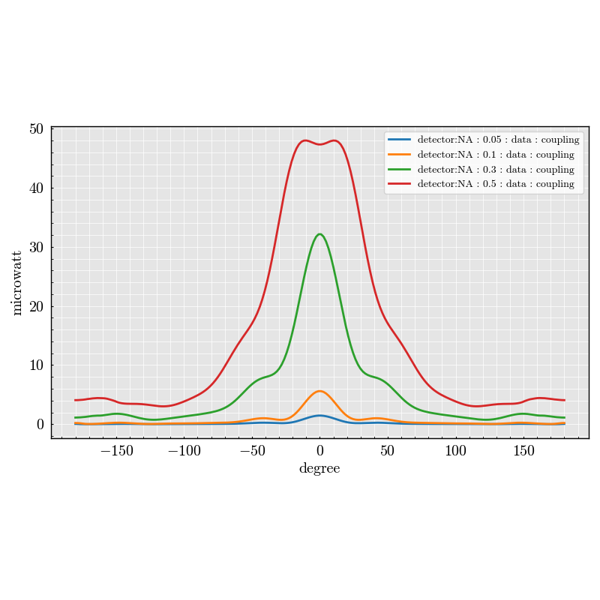 50
40
30
20
10
0
microwatt
−150
−100
−50
0
50
100
150
degree
detector:NA : 0.05 : data : coupling
detector:NA : 0.1 : data : coupling
detector:NA : 0.3 : data : coupling
detector:NA : 0.5 : data : coupling